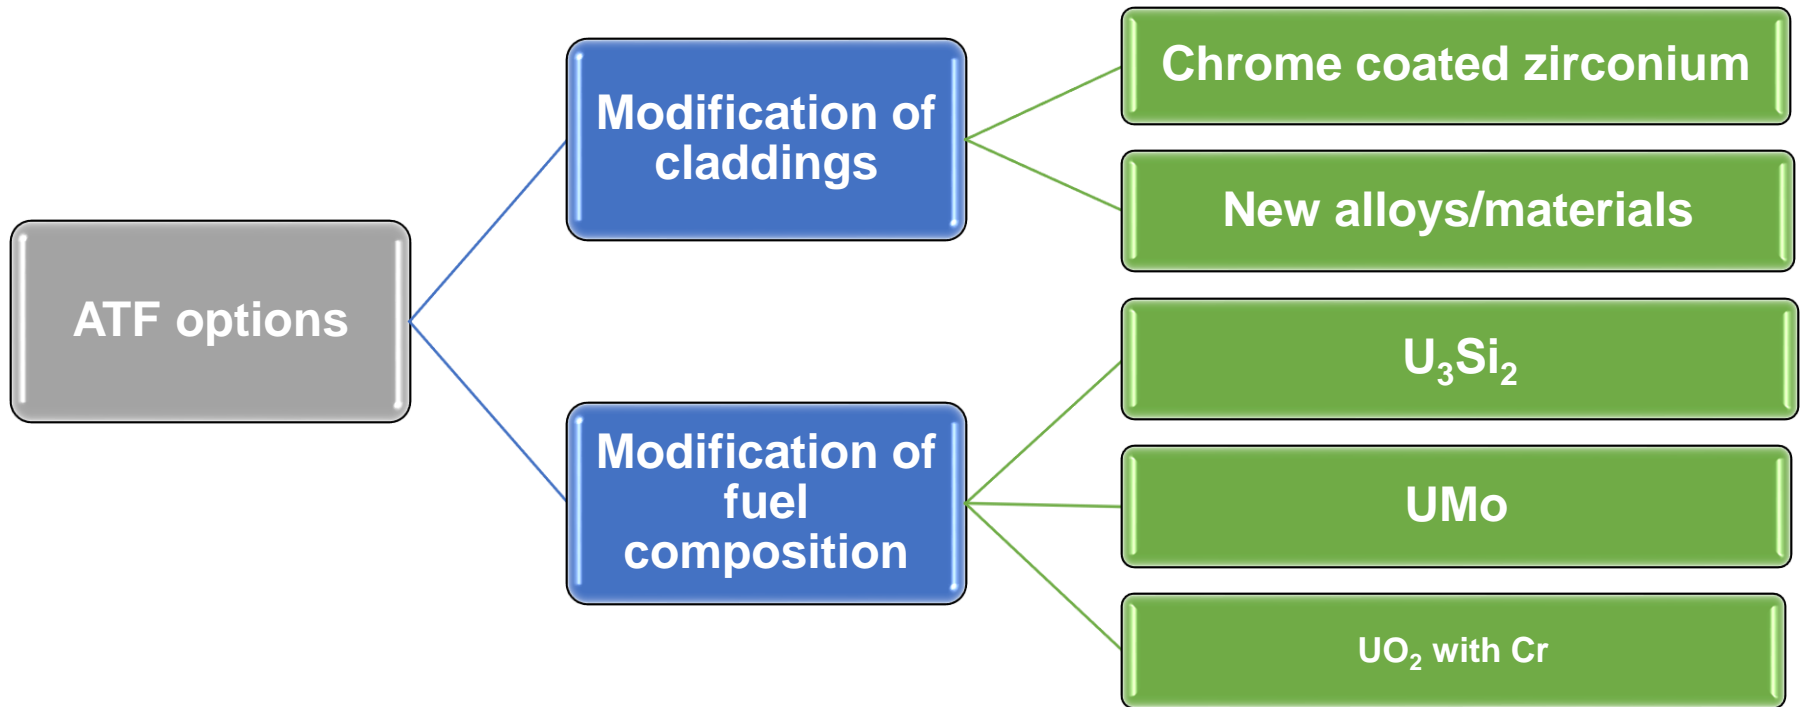 ATF options
Modification of
claddings
Chrome coated zirconium
New alloys/materials
Modification of
fuel
composition
U₃Si₂
UMo
UO₂ with Cr